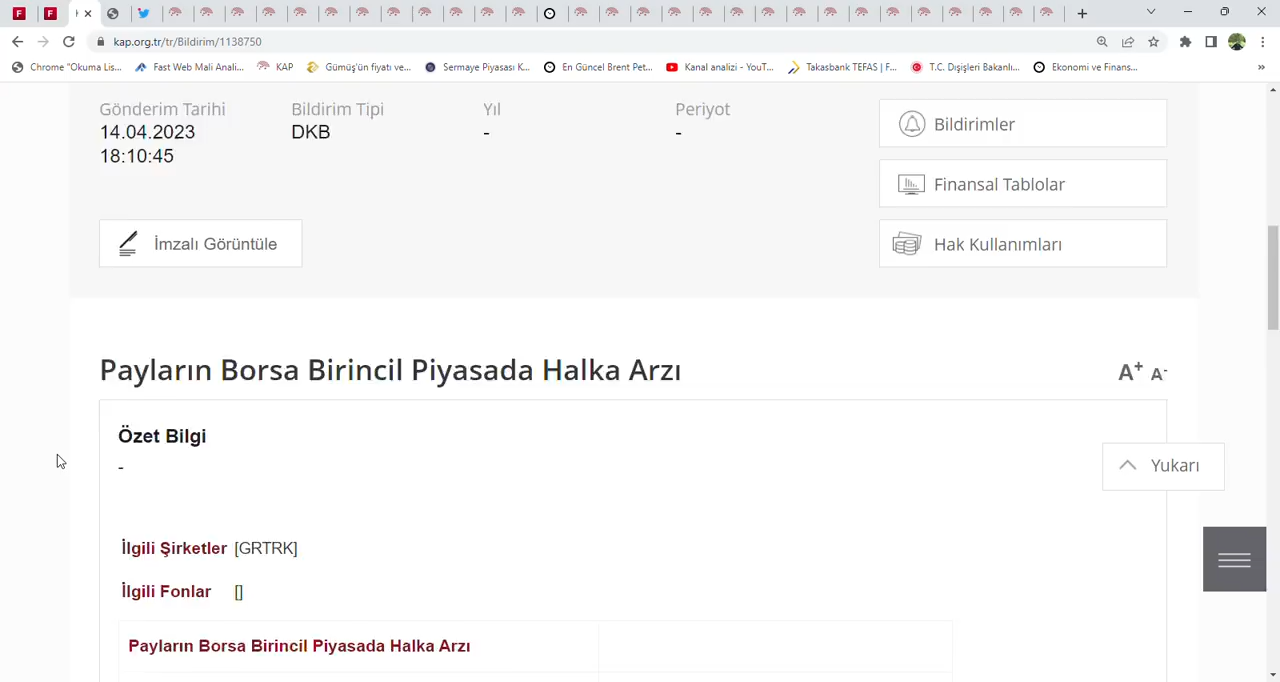 kap.org.tr/tr/Bildirim/1138750
Chrome "Okuma Lis...
Fast Web Mali Anali...
KAP
Gümüş'ün fiyatı ve...
Sermaye Piyasası K...
En Güncel Brent Pet...
Kanal analizi - YouT...
Takasbank TEFAS | F...
T.C. Dışişleri Bakanlı...
Ekonomi ve Finans...
»
Gönderim Tarihi
14.04.2023
18:10:45
Bildirim Tipi
DKB
Yıl
-
Periyot
-
Bildirimler
Finansal Tablolar
Hak Kullanımları
İmzalı Görüntüle
Payların Borsa Birincil Piyasada Halka Arzı
A+ A-
Özet Bilgi
-
Yukarı
İlgili Şirketler [GRTRK]
İlgili Fonlar []
Payların Borsa Birincil Piyasada Halka Arzı